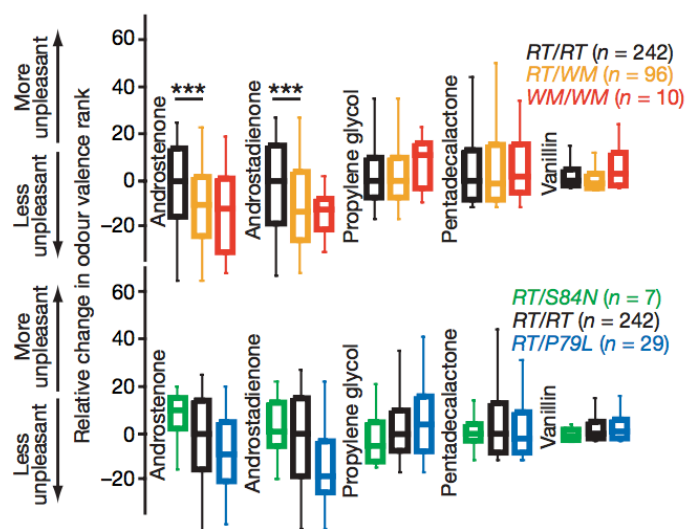 More unpleasant
Less unpleasant
Relative change in odour valence rank
60
40
20
0
–20
Androstenone
***
Androstadienone
***
Propylene glycol
Pentadecalactone
Vanillin
RT/RT (n = 242)
RT/WM (n = 96)
WM/WM (n = 10)
More unpleasant
Less unpleasant
60
40
20
0
–20
Androstenone
Androstadienone
Propylene glycol
Pentadecalactone
Vanillin
RT/S84N (n = 7)
RT/RT (n = 242)
RT/P79L (n = 29)